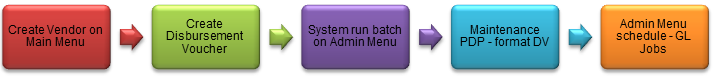 Create Vendor on
Main Menu
Create
Disbursement
Voucher
System run batch
on Admin Menu
Maintenance
PDP - format DV
Admin Menu
schedule - GL
Jobs